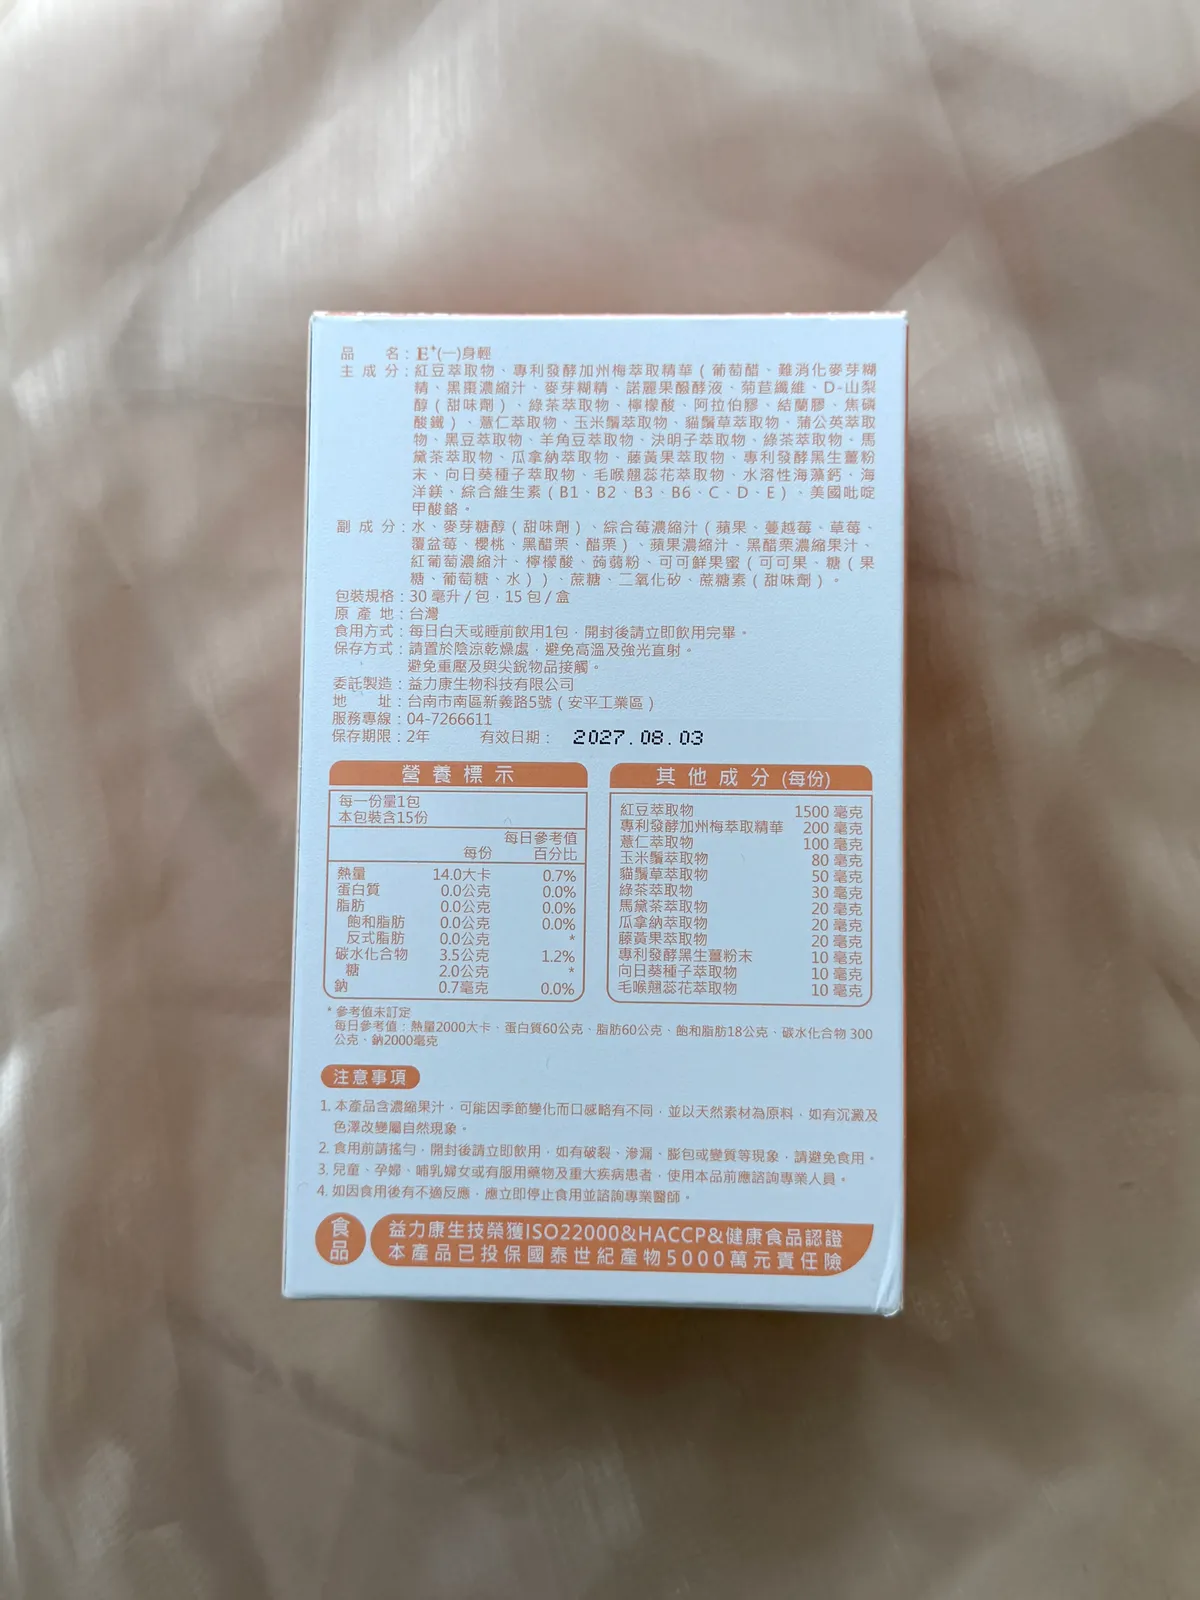 品名：E⁺(一)身輕
主成分：紅豆萃取物、專利發酵加州梅萃取精華（葡萄醋、難消化麥芽糊
精、黑棗濃縮汁、麥芽糊精、諾麗果醱酵液、菊苣纖維、D-山梨
醇（甜味劑）、綠茶萃取物、檸檬酸、阿拉伯膠、結蘭膠、焦磷
酸鐵）、薏仁萃取物、玉米鬚萃取物、貓鬚草萃取物、蒲公英萃取
物、黑豆萃取物、羊角豆萃取物、決明子萃取物、綠茶萃取物、馬
黛茶萃取物、瓜拿納萃取物、藤黃果萃取物、專利發酵黑生薑粉
末、向日葵種子萃取物、毛喉翹蕊花萃取物、水溶性海藻鈣、海
洋鎂、綜合維生素（B1、B2、B3、B6、C、D、E）、美國吡啶
甲酸鉻。
副成分：水、麥芽糖醇（甜味劑）、綜合莓濃縮汁（蘋果、蔓越莓、草莓、
覆盆莓、櫻桃、黑醋栗、醋栗）、蘋果濃縮汁、黑醋栗濃縮果汁、
紅葡萄濃縮汁、檸檬酸、蒟蒻粉、可可鮮果蜜（可可果、糖（果
糖、葡萄糖、水））、蔗糖、二氧化矽、蔗糖素（甜味劑）。
包裝規格：30 毫升 / 包，15 包 / 盒
原產地：台灣
食用方式：每日白天或睡前飲用1包，開封後請立即飲用完畢。
保存方式：請置於陰涼乾燥處，避免高溫及強光直射。
避免重壓及與尖銳物品接觸。
委託製造：益力康生物科技有限公司
地址：台南市南區新義路5號（安平工業區）
服務專線：04-7266611
保存期限：2年 有效日期： 2027.08.03
營養標示
每一份量1包
本包裝含15份
每份 每日參考值百分比
熱量 14.0大卡 0.7%
蛋白質 0.0公克 0.0%
脂肪 0.0公克 0.0%
飽和脂肪 0.0公克 0.0%
反式脂肪 0.0公克 *
碳水化合物 3.5公克 1.2%
糖 2.0公克 *
鈉 0.7毫克 0.0%
其他成分 (每份)
紅豆萃取物 1500 毫克
專利發酵加州梅萃取精華 200 毫克
薏仁萃取物 100 毫克
玉米鬚萃取物 80 毫克
貓鬚草萃取物 50 毫克
綠茶萃取物 30 毫克
馬黛茶萃取物 20 毫克
瓜拿納萃取物 20 毫克
藤黃果萃取物 20 毫克
專利發酵黑生薑粉末 10 毫克
向日葵種子萃取物 10 毫克
毛喉翹蕊花萃取物 10 毫克
* 參考值未訂定
每日參考值：熱量2000大卡、蛋白質60公克、脂肪60公克、飽和脂肪18公克、碳水化合物 300
公克、鈉2000毫克
注意事項
1. 本產品含濃縮果汁，可能因季節變化而口感略有不同，並以天然素材為原料，如有沉澱及
色澤改變屬自然現象。
2. 食用前請搖勻，開封後請立即飲用，如有破裂、滲漏、膨包或變質等現象，請避免食用。
3. 兒童、孕婦、哺乳婦女或有服用藥物及重大疾病患者，使用本品前應諮詢專業人員。
4. 如因食用後有不適反應，應立即停止食用並諮詢專業醫師。
食品
益力康生技榮獲ISO22000&HACCP&健康食品認證
本產品已投保國泰世紀產物5000萬元責任險